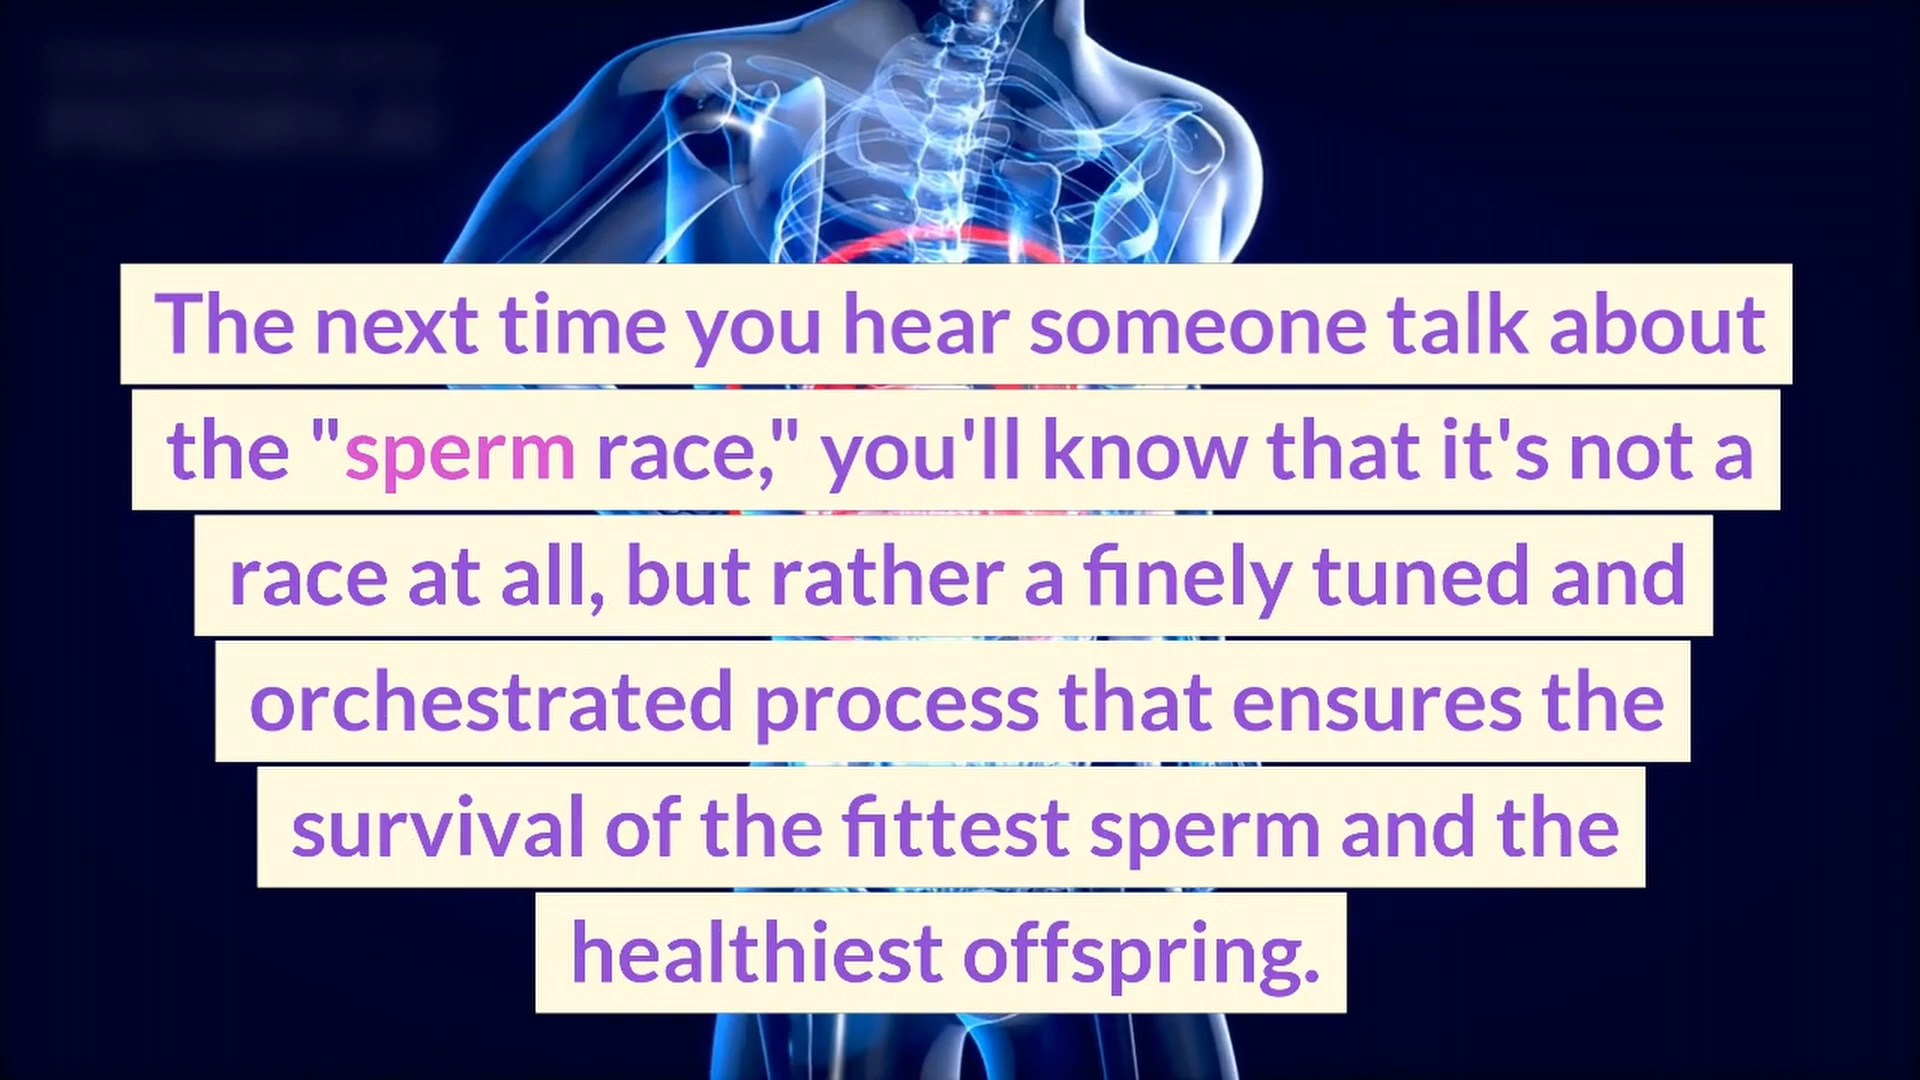 The next time you hear someone talk about
the "sperm race," you'll know that it's not a
race at all, but rather a finely tuned and
orchestrated process that ensures the
survival of the fittest sperm and the
healthiest offspring.